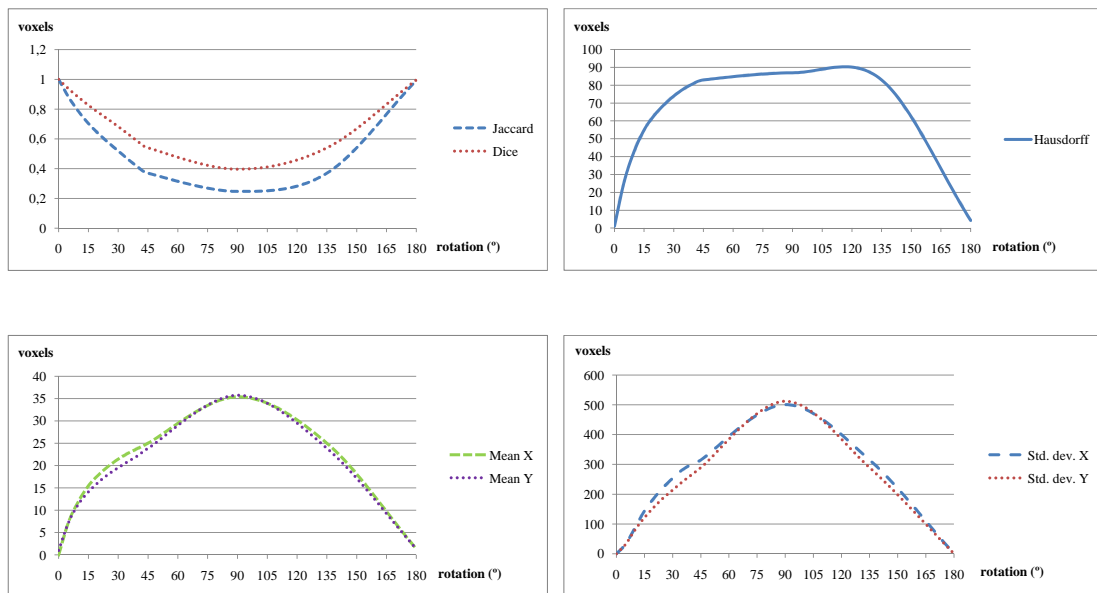 voxels
1,2
1
0,8
0,6
0,4
0,2
0
0 15 30 45 60 75 90 105 120 135 150 165 180
rotation (º)
Jaccard
Dice
voxels
100
90
80
70
60
50
40
30
20
10
0
0 15 30 45 60 75 90 105 120 135 150 165 180
rotation (º)
Hausdorff
voxels
40
35
30
25
20
15
10
5
0
0 15 30 45 60 75 90 105 120 135 150 165 180
rotation (º)
Mean X
Mean Y
voxels
600
500
400
300
200
100
0
0 15 30 45 60 75 90 105 120 135 150 165 180
rotation (º)
Std. dev. X
Std. dev. Y